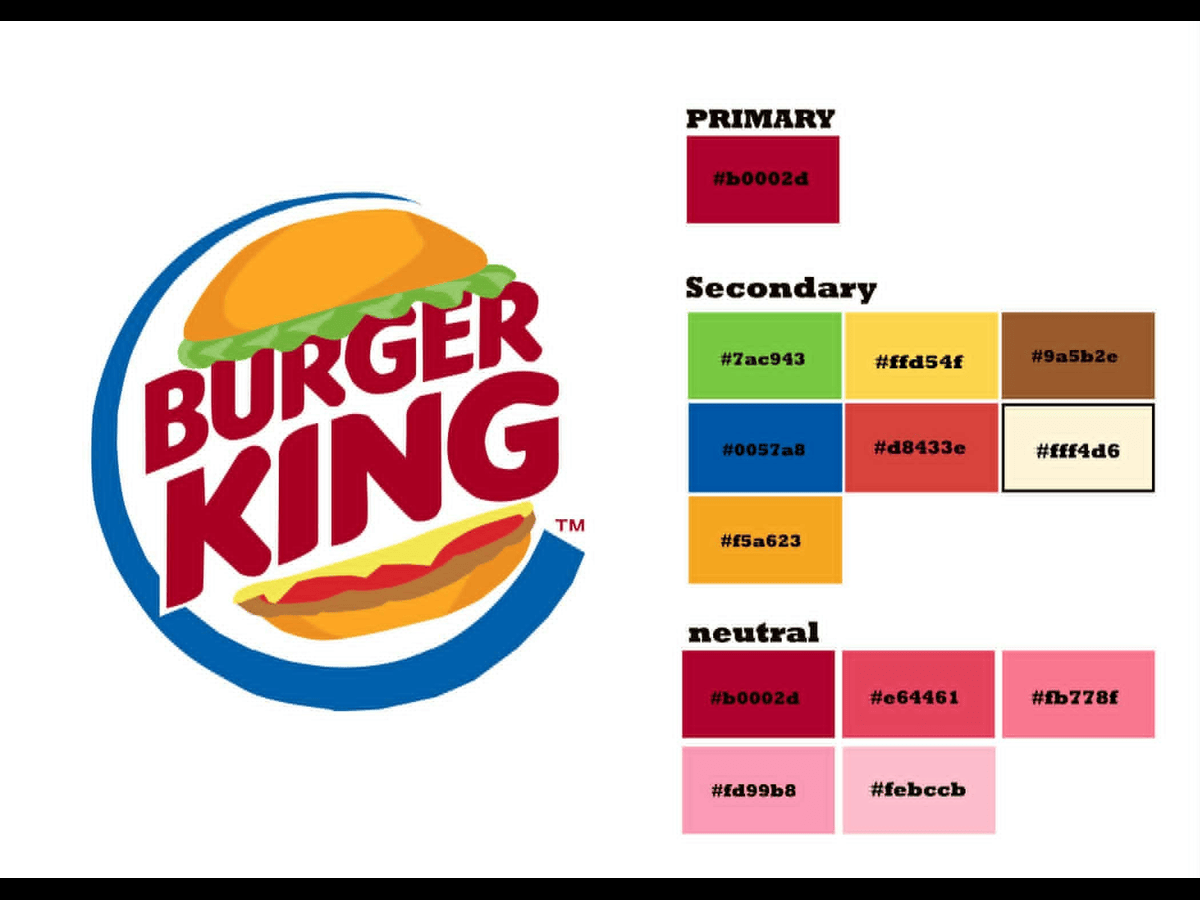 BURGER
KING
TM
PRIMARY
#b0002d
Secondary
#7ac943 #ffd54f #9a5b2e
#0057a8 #d8433e #fff4d6
#f5a623
neutral
#b0002d #e64461 #fb778f
#fd99b8 #febccb